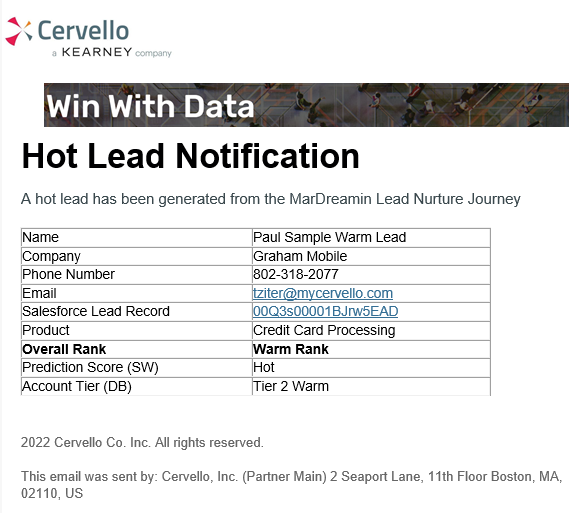 Cervello
a KEARNEY company
Win With Data
Hot Lead Notification
A hot lead has been generated from the MarDreamin Lead Nurture Journey
Name Paul Sample Warm Lead
Company Graham Mobile
Phone Number 802-318-2077
Email tziter@mycervello.com
Salesforce Lead Record 00Q3s00001BJrw5EAD
Product Credit Card Processing
Overall Rank Warm Rank
Prediction Score (SW) Hot
Account Tier (DB) Tier 2 Warm
2022 Cervello Co. Inc. All rights reserved.
This email was sent by: Cervello, Inc. (Partner Main) 2 Seaport Lane, 11th Floor Boston, MA,
02110, US